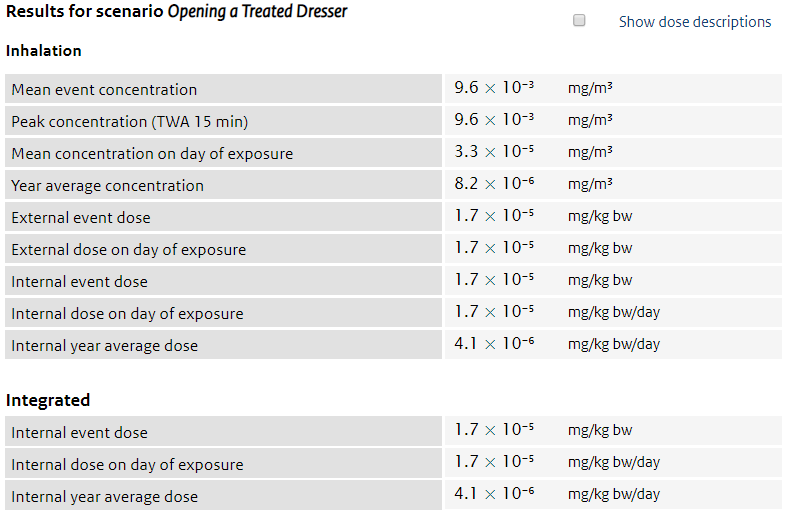 Results for scenario Opening a Treated Dresser
Show dose descriptions
Inhalation
Mean event concentration 9.6 × 10⁻³ mg/m³
Peak concentration (TWA 15 min) 9.6 × 10⁻³ mg/m³
Mean concentration on day of exposure 3.3 × 10⁻⁵ mg/m³
Year average concentration 8.2 × 10⁻⁶ mg/m³
External event dose 1.7 × 10⁻⁵ mg/kg bw
External dose on day of exposure 1.7 × 10⁻⁵ mg/kg bw
Internal event dose 1.7 × 10⁻⁵ mg/kg bw
Internal dose on day of exposure 1.7 × 10⁻⁵ mg/kg bw/day
Internal year average dose 4.1 × 10⁻⁶ mg/kg bw/day
Integrated
Internal event dose 1.7 × 10⁻⁵ mg/kg bw
Internal dose on day of exposure 1.7 × 10⁻⁵ mg/kg bw/day
Internal year average dose 4.1 × 10⁻⁶ mg/kg bw/day